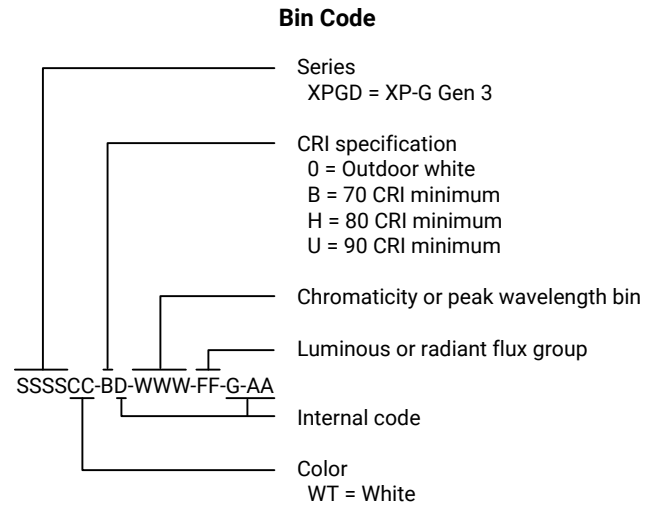 Bin Code
Series
XPGD = XP-G Gen 3
CRI specification
0 = Outdoor white
B = 70 CRI minimum
H = 80 CRI minimum
U = 90 CRI minimum
Chromaticity or peak wavelength bin
Luminous or radiant flux group
SSSSCC-BD-WWW-FF-G-AA
Internal code
Color
WT = White